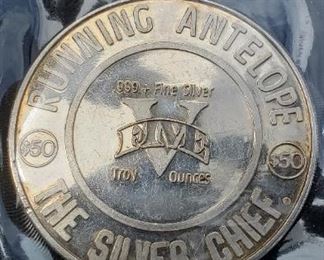 RUNNING ANTELOPE
.999+ Fine Silver
V
FIVE
Troy Ounces
$50 $50
THE SILVER CHIEF.